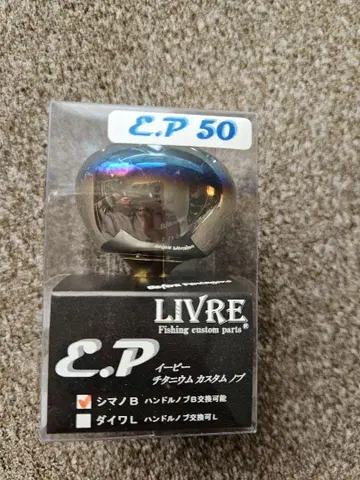 E.P 50
LIVRE
Fishing custom parts
E.P イーピー
チタニウム カスタム ノブ
シマノB ハンドルノブB交換可能
ダイワL ハンドルノブ交換可L